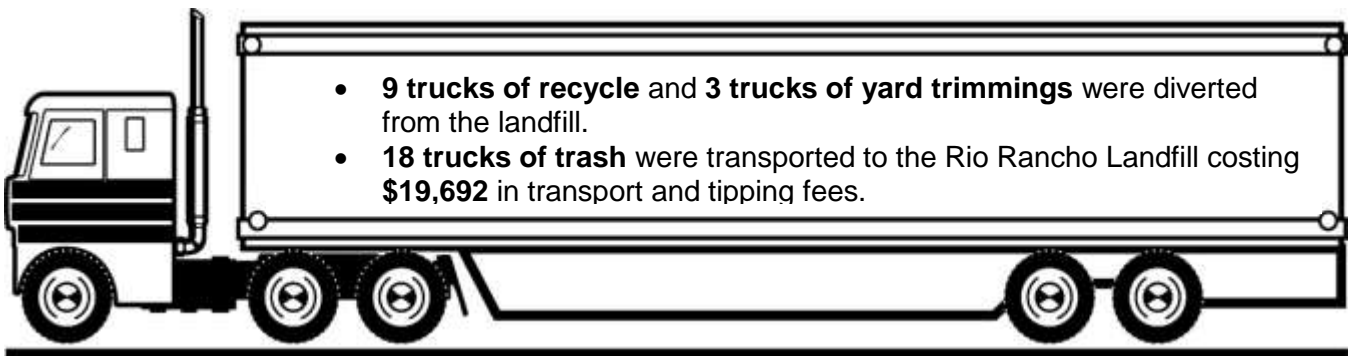 • 9 trucks of recycle and 3 trucks of yard trimmings were diverted
from the landfill.
• 18 trucks of trash were transported to the Rio Rancho Landfill costing
$19,692 in transport and tipping fees.